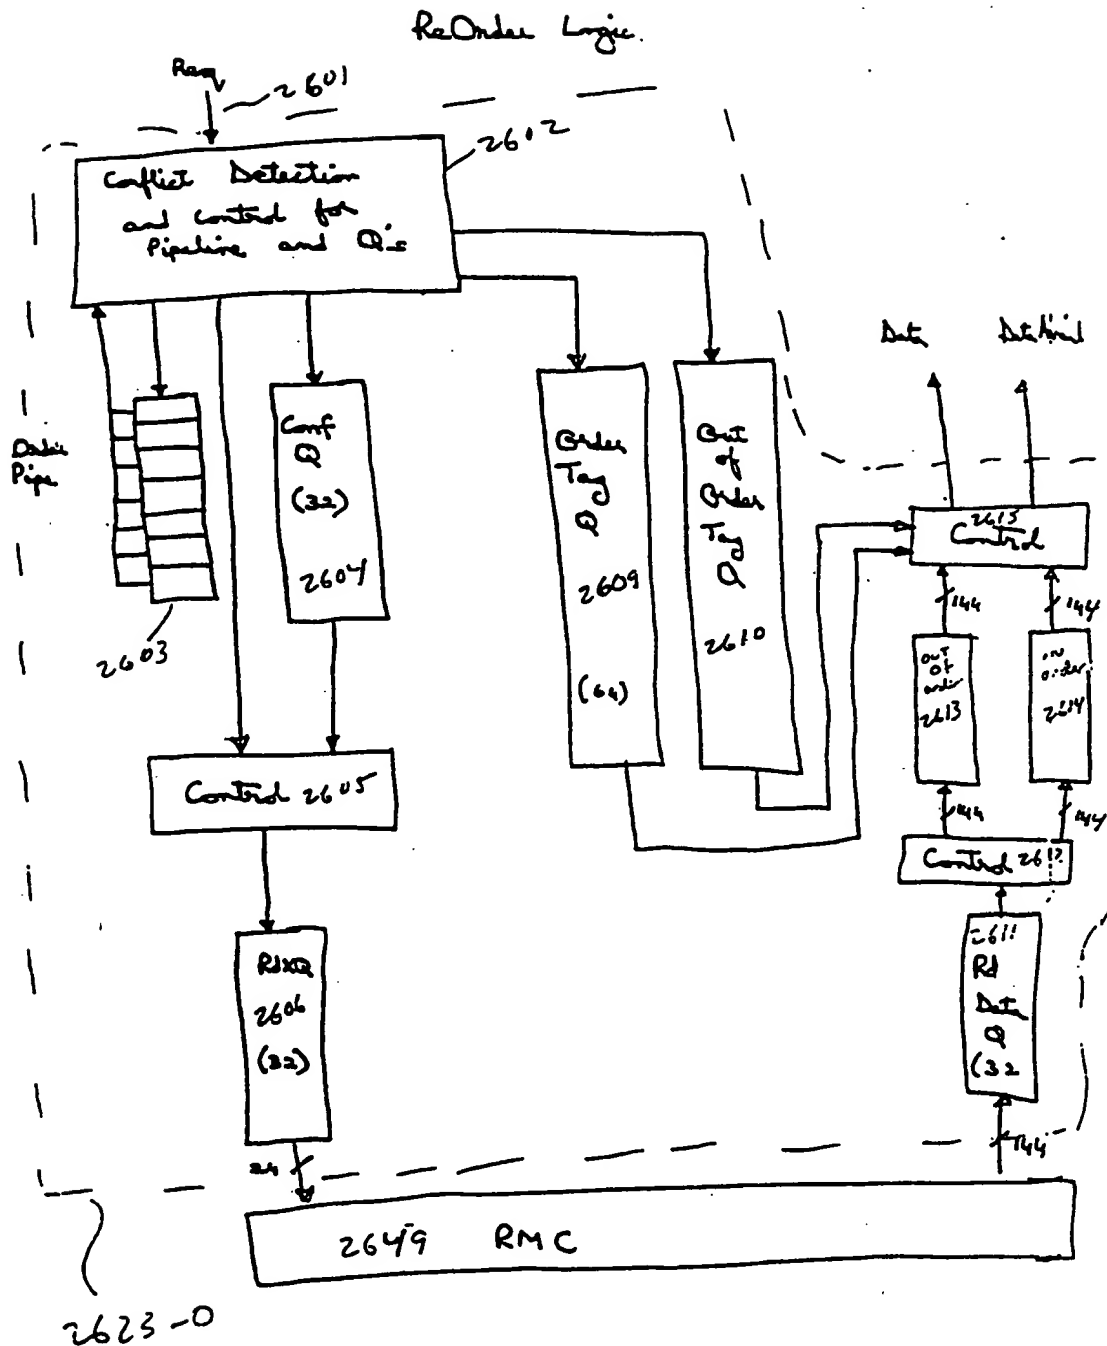 ReOrder Logic
Req
2601
2602
Conflict Detection
and control for
Pipeline and Q's
Data
Pipe
2603
Conf
Q
(32)
2604
Order
Tag
Q
2609
(64)
Out
of
Order
Tag
Q
2610
Data
2615
Control
144
144
out
of
order
2613
in
order
2614
144
144
Control 2605
Control 2612
2606
(32)
2611
Rd
Data
Q
(32
24
144
2649 RMC
2623-0